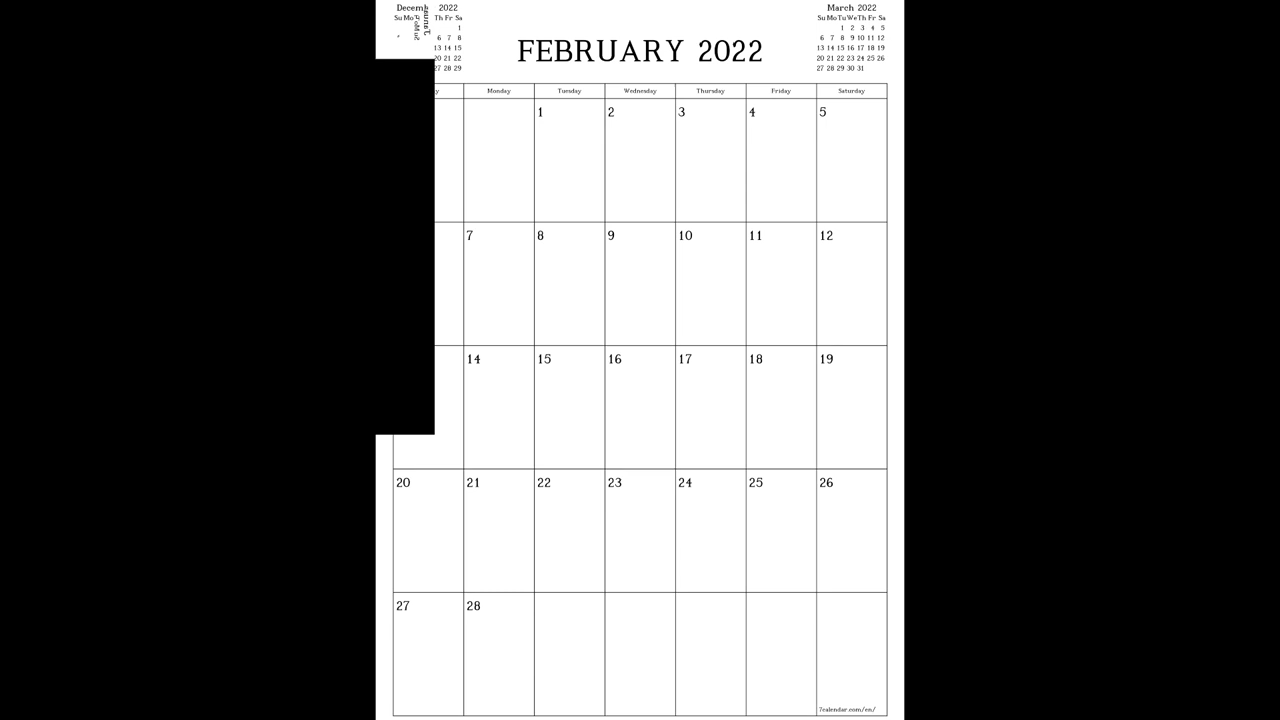 Decem 2022
Su Mo Th Fr Sa
1
6 7 8
13 14 15
20 21 22
27 28 29
March 2022
Su Mo Tu We Th Fr Sa
1 2 3 4 5
6 7 8 9 10 11 12
13 14 15 16 17 18 19
20 21 22 23 24 25 26
27 28 29 30 31
FEBRUARY 2022
y Monday Tuesday Wednesday Thursday Friday Saturday
1 2 3 4 5
7 8 9 10 11 12
14 15 16 17 18 19
20 21 22 23 24 25 26
27 28
7calendar.com/en/